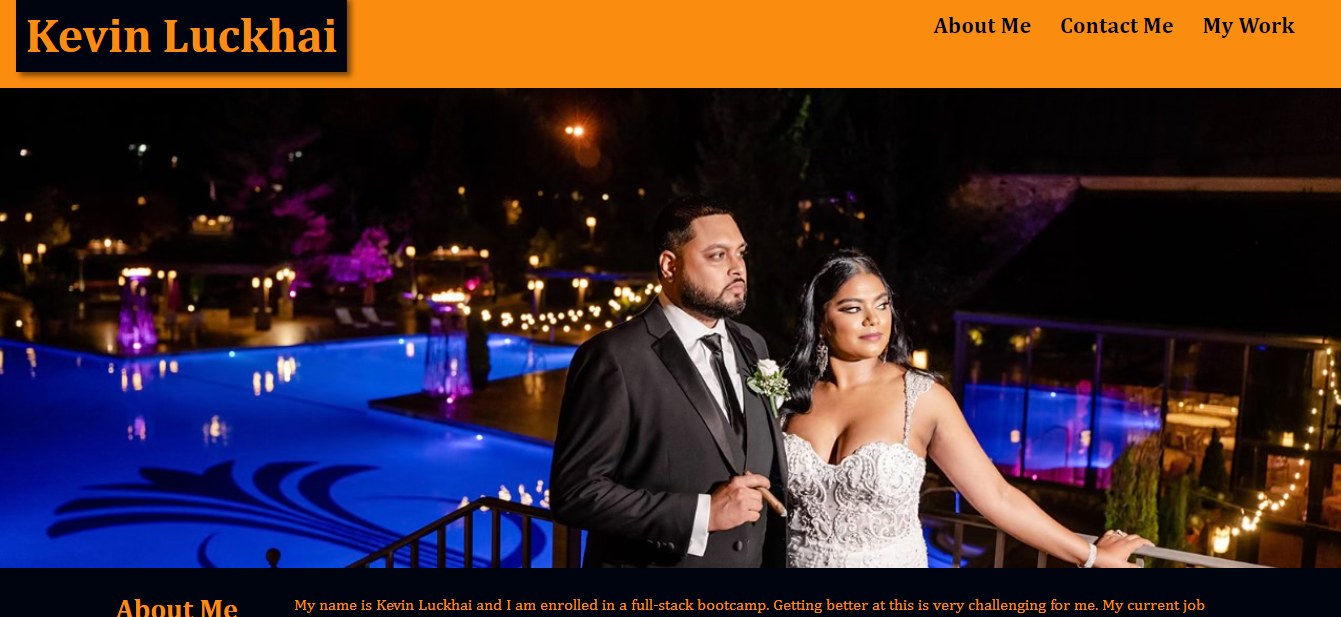 Kevin Luckhai
About Me Contact Me My Work
About Me
My name is Kevin Luckhai and I am enrolled in a full-stack bootcamp. Getting better at this is very challenging for me. My current job